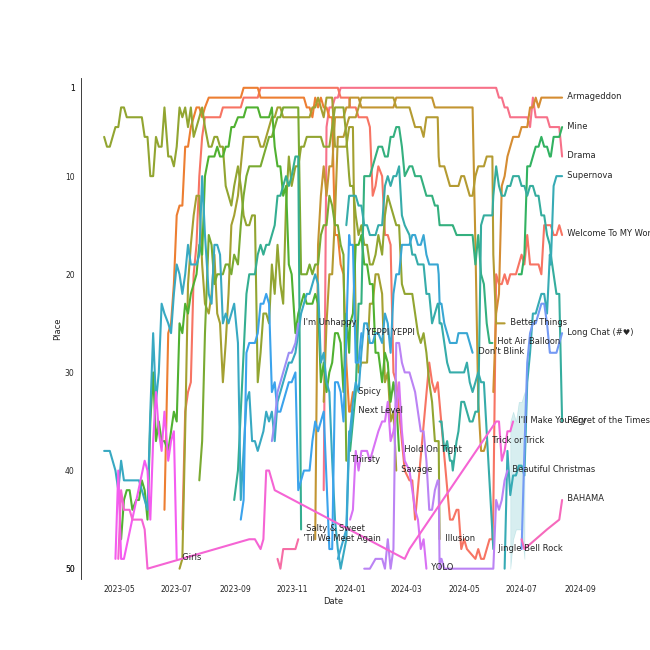 1
Armageddon
Mine
Drama
10
Supernova
Welcome To MY Wor
20
I'm Unhappy
Better Things
YEPPI YEPPI
Long Chat (#♥)
Hot Air Balloon
Don't Blink
30
Spicy
Next Level
I'll Make You Cry
Regret of the Times
Trick or Trick
Hold On Tight
Thirsty
40
Savage
Beautiful Christmas
BAHAMA
Salty & Sweet
'Til We Meet Again
Illusion
Jingle Bell Rock
Girls
YOLO
50
2023-05
2023-07
2023-09
2023-11
2024-01
2024-03
2024-05
2024-07
2024-09
Date
Place